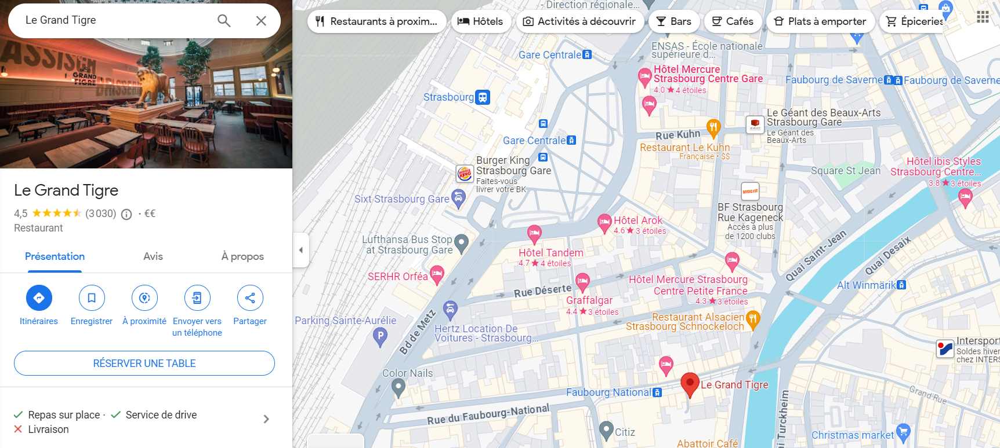 Le Grand Tigre
ASSISCH
LE
GRAND
TIGRE
BRASSERIE
Le Grand Tigre
4,5 (3 030) · €€
Restaurant
Présentation
Avis
À propos
Itinéraires
Enregistrer
À proximité
Envoyer vers
un téléphone
Partager
RÉSERVER UNE TABLE
Repas sur place · Service de drive
Livraison
- Direction régionale...
Restaurants à proxim...
Hôtels
Activités à découvrir
Bars
Cafés
Plats à emporter
Épiceries
Gare Centrale
ENSAS - École nationale
supérieure d...
Hôtel Mercure
Strasbourg Centre Gare
4.0 ★ 4 étoiles
Faubourg de Saverne
Faubourg de Saverne
Strasbourg
Le Géant des Beaux-Arts
Strasbourg Gare
Le Géant des
Beaux-Arts
Rue Kuhn
Gare Centrale
Restaurant Le Kuhn
Française • $$
Burger King
Strasbourg Gare
Faites-vous
livrer votre BK
BURGER
KING
Square St Jean
Hôtel ibis Styles
Strasbourg Centre...
3.8 ★ 3 étoiles
Sixt Strasbourg Gare
BASIC FIT
BF Strasbourg
Rue Kageneck
Accès à plus
de 1200 clubs
Hôtel Arok
4.6 ★ 3 étoiles
Lufthansa Bus Stop
at Strasbourg Gare
Hôtel Tandem
4.7 ★ 4 étoiles
Quai Saint-Jean
Quai Desaix
SERHR Orféa
Hôtel Mercure Strasbourg
Centre Petite France
4.3 ★ 3 étoiles
Alt Winmärik
Rue Déserte
Graffalgar
4.4 ★ 3 étoiles
Parking Sainte-Aurélie
P
Hertz Location De
Voitures - Strasbourg...
Bd de Metz
Restaurant Alsacien
Strasbourg Schnockeloch
Intersport
Soldes hiver
chez INTERS
Color Nails
Le Grand Tigre
Faubourg National
Grand Rue
Rue du Faubourg-National
ai Turckheim
Citiz
Christmas market
Abattoir Café